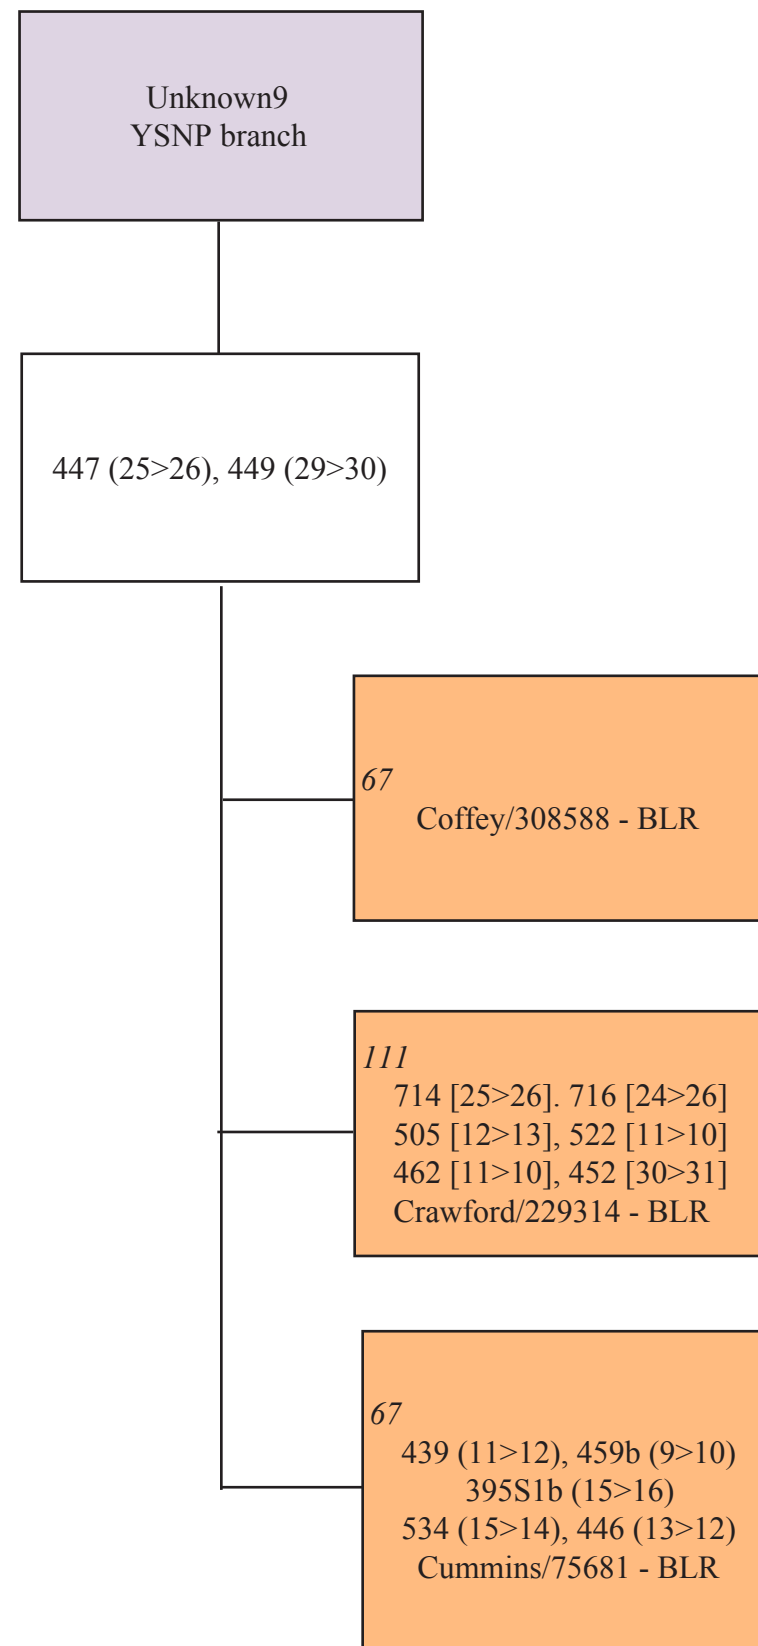 Unknown9
YSNP branch
447 (25>26), 449 (29>30)
67
Coffey/308588 - BLR
111
714 [25>26]. 716 [24>26]
505 [12>13], 522 [11>10]
462 [11>10], 452 [30>31]
Crawford/229314 - BLR
67
439 (11>12), 459b (9>10)
395S1b (15>16)
534 (15>14), 446 (13>12)
Cummins/75681 - BLR